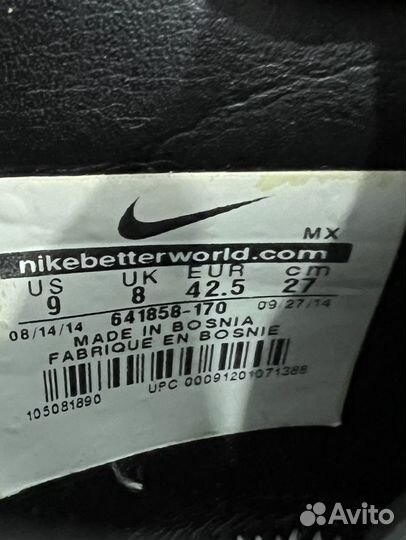 MX
nikebetterworld.com
US UK EUR cm
9 8 42.5 27
08/14/14 641858-170 09/27/14
MADE IN BOSNIA
FABRIQUE EN BOSNIE
105081890 UPC 00091201071388
Avito